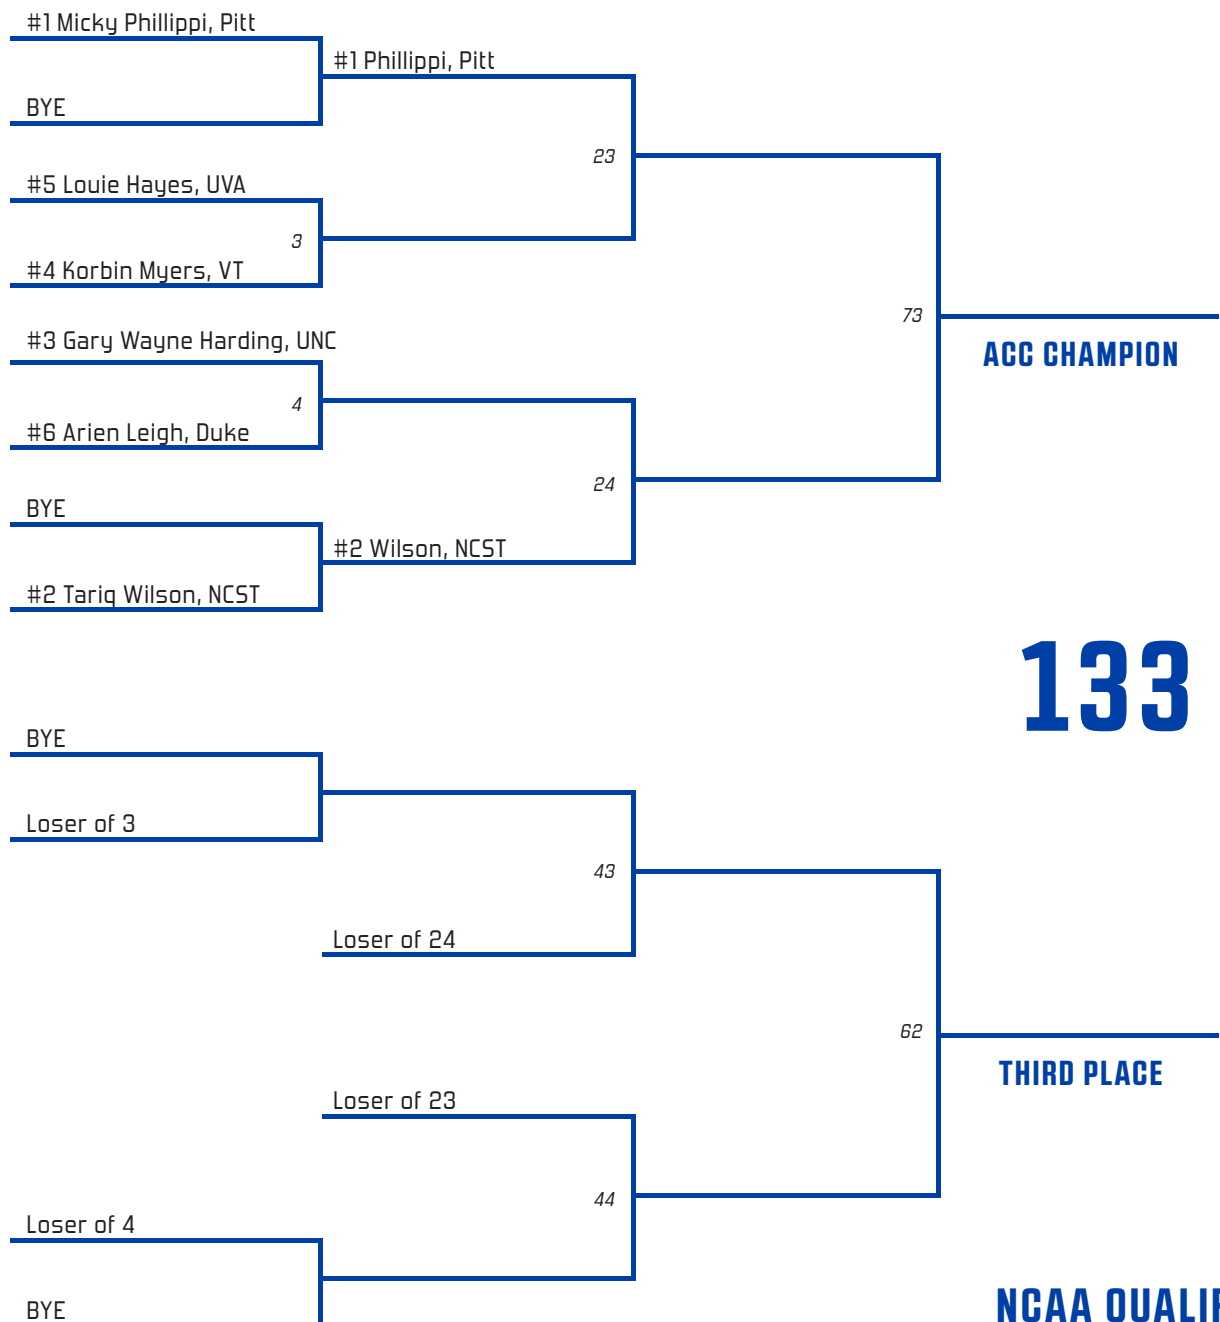 #1 Micky Phillippi, Pitt
#1 Phillippi, Pitt
BYE
23
#5 Louie Hayes, UVA
3
#4 Korbin Myers, VT
73
#3 Gary Wayne Harding, UNC
ACC CHAMPION
4
#6 Arien Leigh, Duke
24
BYE
#2 Wilson, NCST
#2 Tariq Wilson, NCST
133
BYE
Loser of 3
43
Loser of 24
62
THIRD PLACE
Loser of 23
44
Loser of 4
BYE
NCAA QUALIF